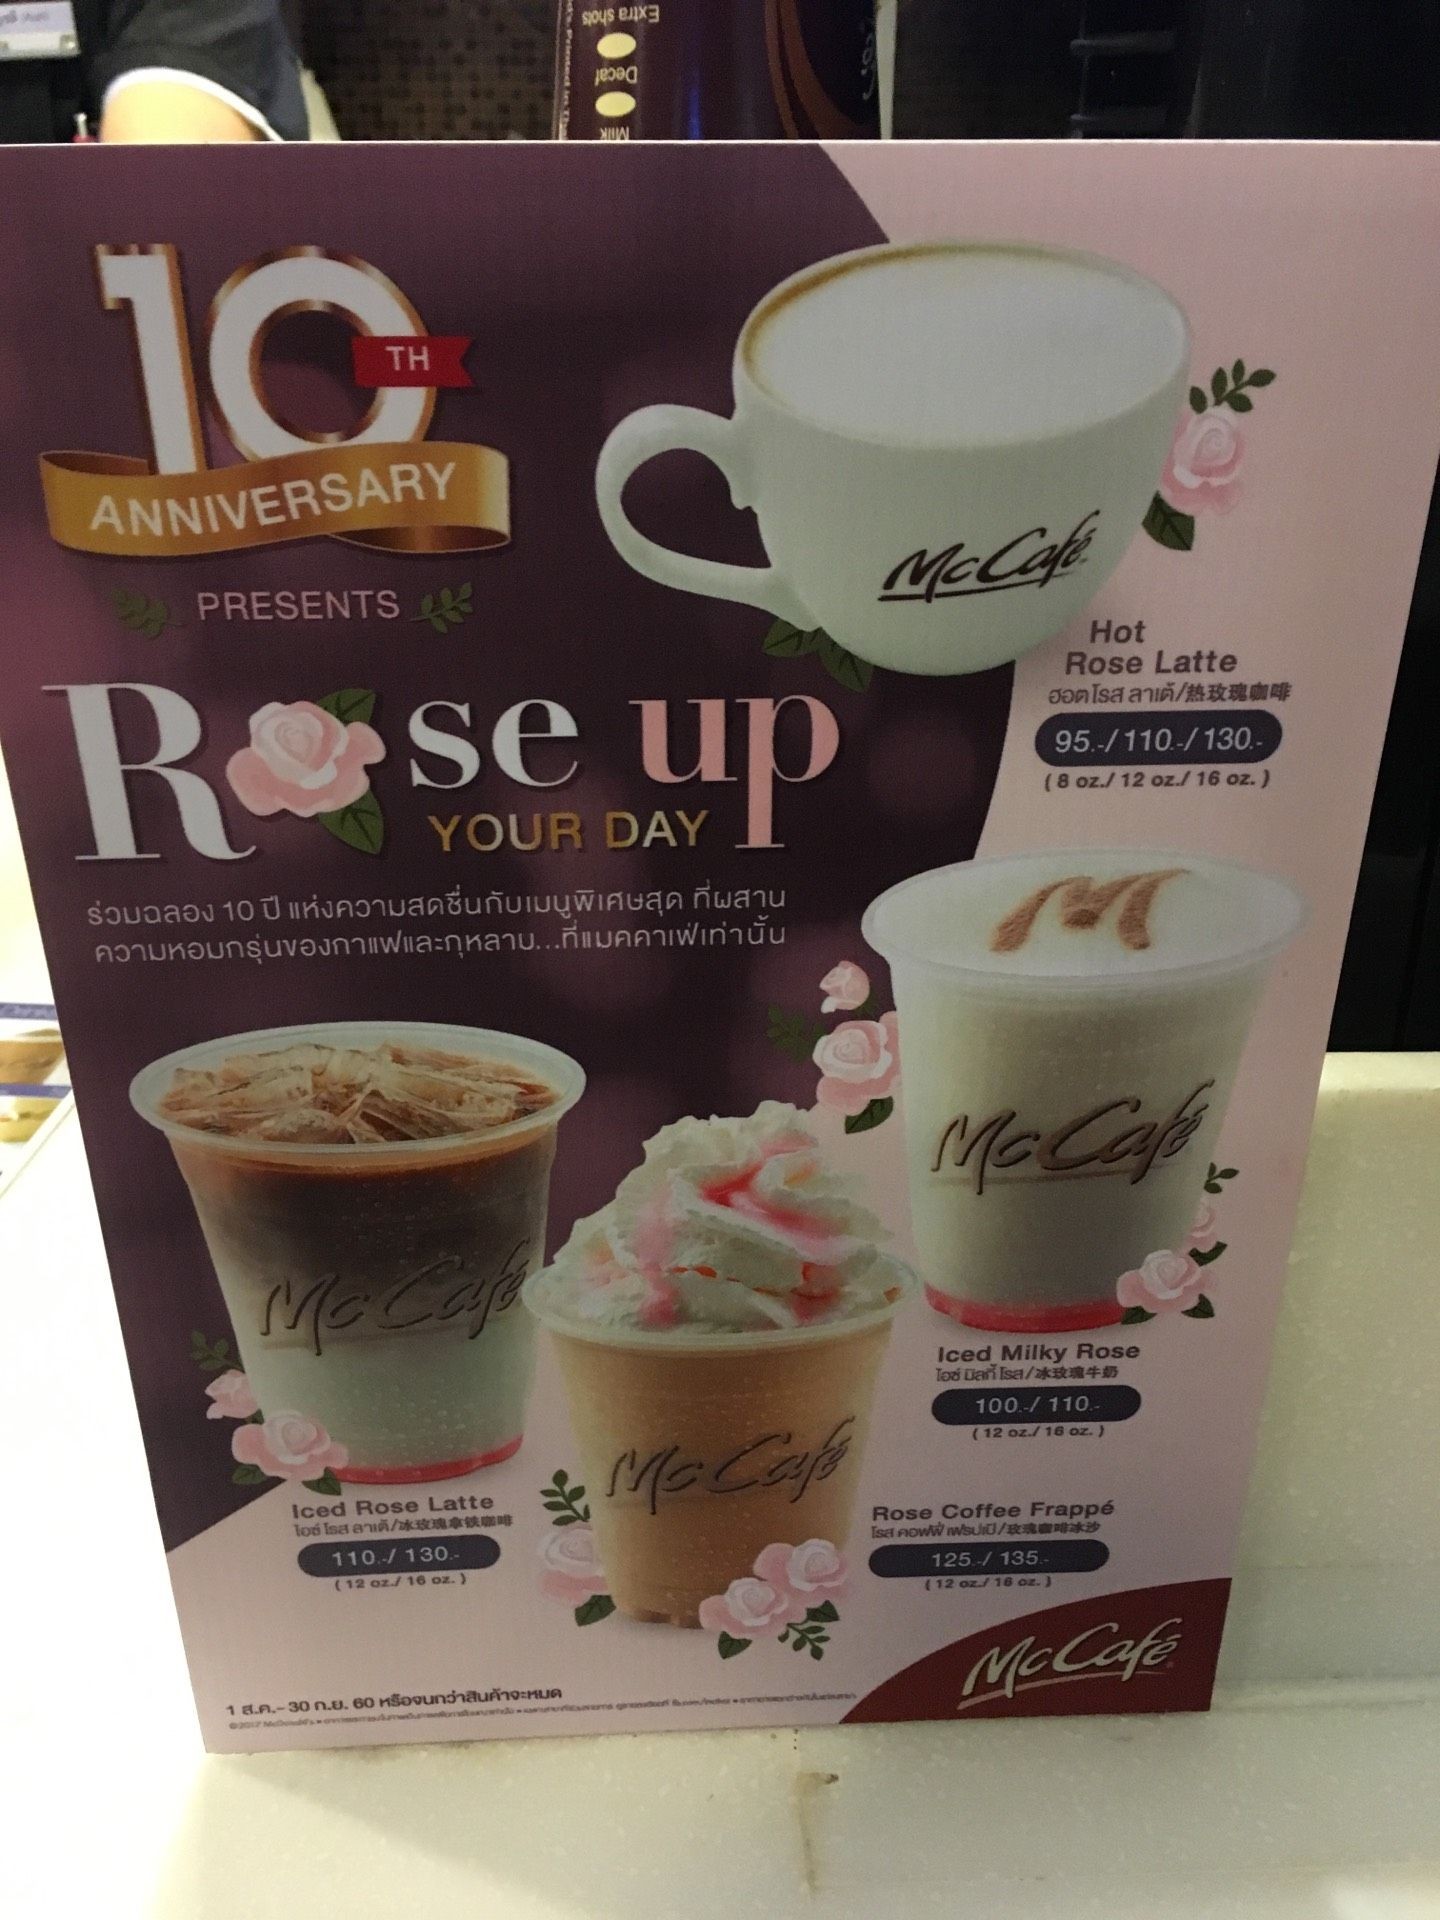 Extra shots
Decaf
Milk
10TH
ANNIVERSARY
PRESENTS
Rose up
YOUR DAY
ร่วมฉลอง 10 ปี แห่งความสดชื่นกับเมนูพิเศษสุด ที่ผสาน
ความหอมกรุ่นของกาแฟและกุหลาบ...ที่แมคคาเฟ่เท่านั้น
McCafé
Hot
Rose Latte
ฮอต โรส ลาเต้/热玫瑰咖啡
95.-/110.-/130.-
( 8 oz./ 12 oz./ 16 oz. )
McCafé
Iced Milky Rose
ไอซ์ มิลกี้ โรส/冰玫瑰牛奶
100.-/ 110.-
( 12 oz./ 16 oz. )
McCafé
Iced Rose Latte
ไอซ์ โรส ลาเต้/冰玫瑰拿铁咖啡
110.-/ 130.-
( 12 oz./ 16 oz. )
McCafé
Rose Coffee Frappé
โรส คอฟฟี่ เฟรปเป้/玫瑰咖啡冰沙
125.-/ 135.-
( 12 oz./ 16 oz. )
McCafé
1 ส.ค.- 30 ก.ย. 60 หรือจนกว่าสินค้าจะหมด
©2017 McDonald's